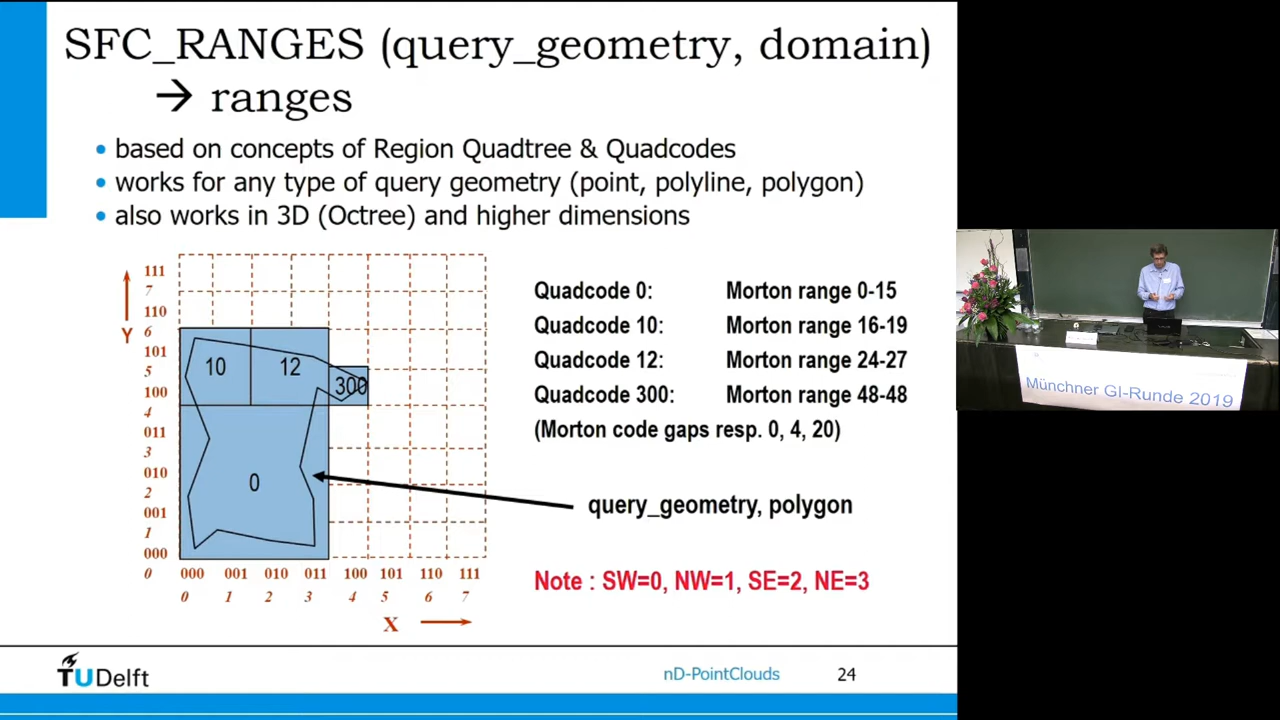 SFC_RANGES (query_geometry, domain)
→ ranges
• based on concepts of Region Quadtree & Quadcodes
• works for any type of query geometry (point, polyline, polygon)
• also works in 3D (Octree) and higher dimensions
111
7
110
6
101
5
100
4
011
3
010
2
001
1
000
0
Y
10
12
300
0
000 001 010 011 100 101 110 111
0 1 2 3 4 5 6 7
X
Quadcode 0: Morton range 0-15
Quadcode 10: Morton range 16-19
Quadcode 12: Morton range 24-27
Quadcode 300: Morton range 48-48
(Morton code gaps resp. 0, 4, 20)
query_geometry, polygon
Note : SW=0, NW=1, SE=2, NE=3
TUDelft
nD-PointClouds
24
Münchner GI-Runde 2019